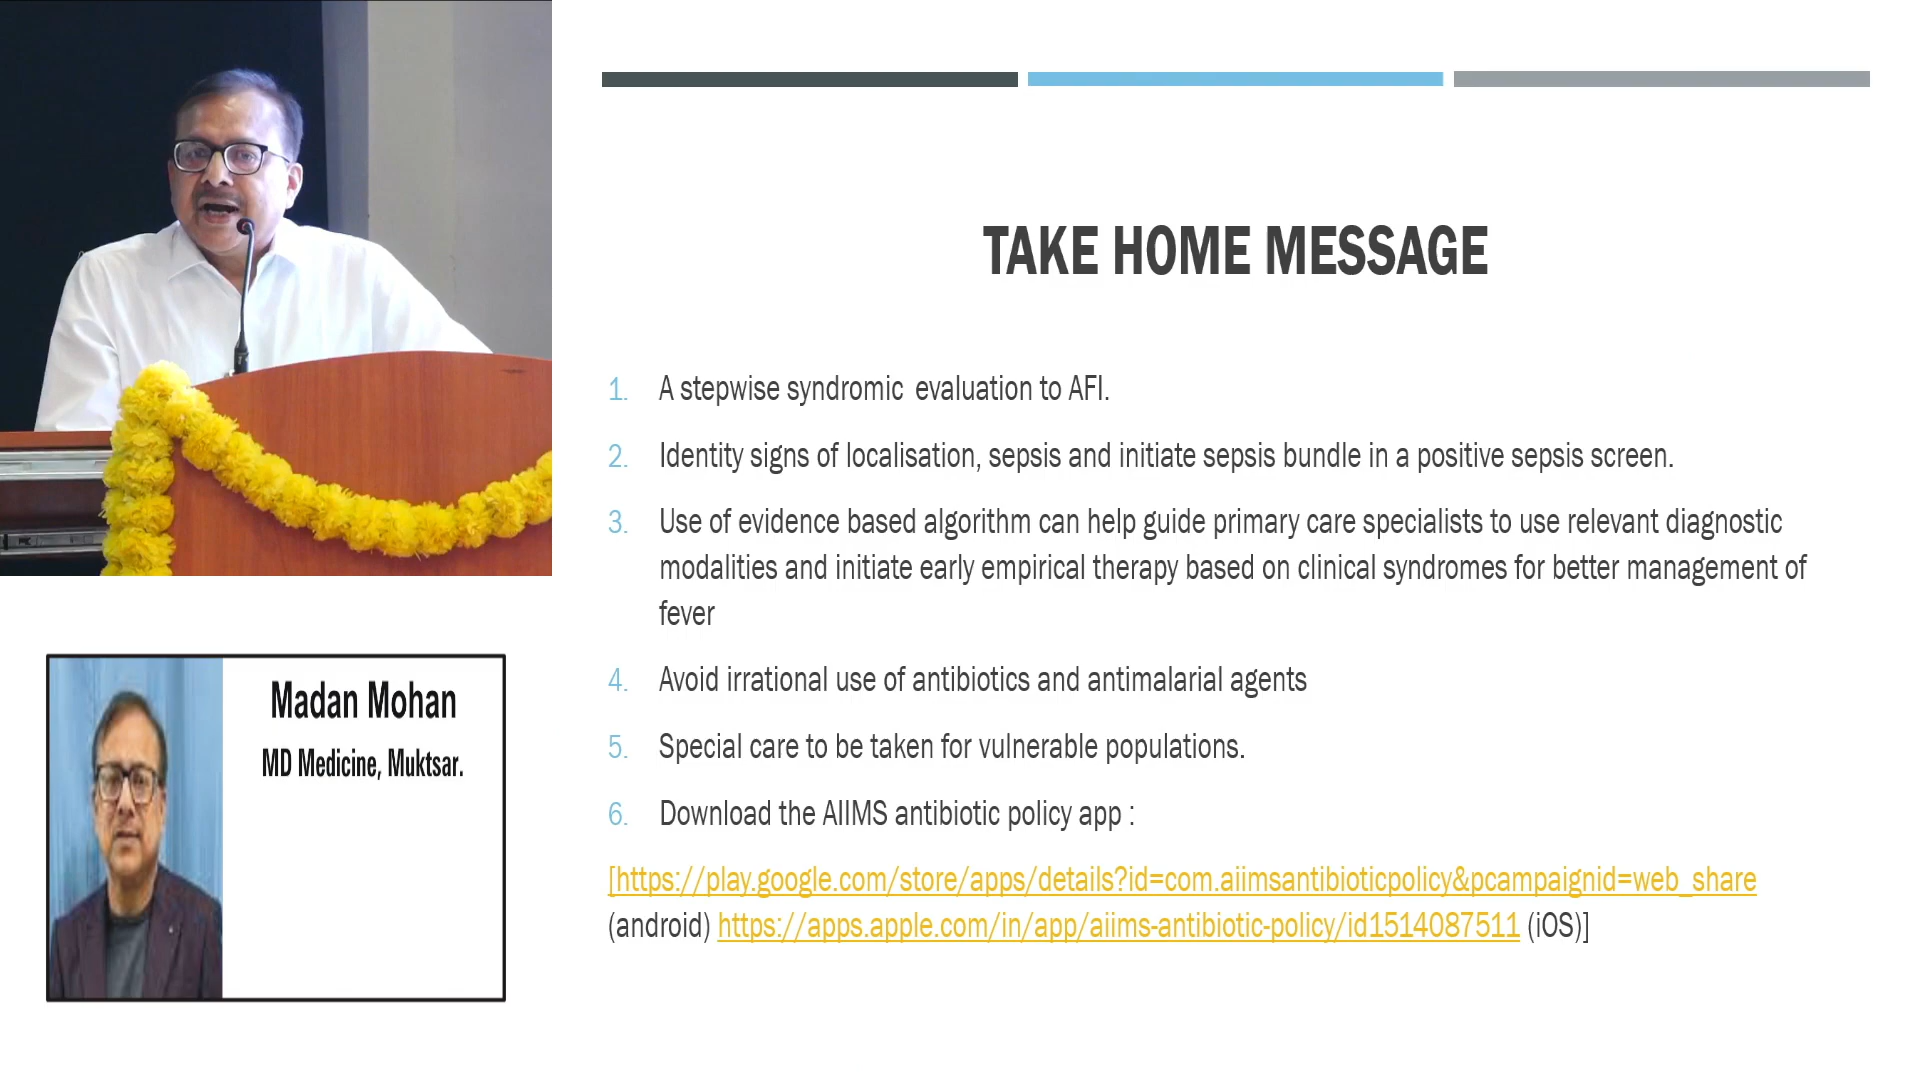 TAKE HOME MESSAGE
1. A stepwise syndromic evaluation to AFI.
2. Identity signs of localisation, sepsis and initiate sepsis bundle in a positive sepsis screen.
3. Use of evidence based algorithm can help guide primary care specialists to use relevant diagnostic
modalities and initiate early empirical therapy based on clinical syndromes for better management of
fever
4. Avoid irrational use of antibiotics and antimalarial agents
5. Special care to be taken for vulnerable populations.
6. Download the AIIMS antibiotic policy app :
[https://play.google.com/store/apps/details?id=com.aiimsantibioticpolicy&pcampaignid=web_share
(android) https://apps.apple.com/in/app/aiims-antibiotic-policy/id1514087511 (iOS)]
Madan Mohan
MD Medicine, Muktsar.